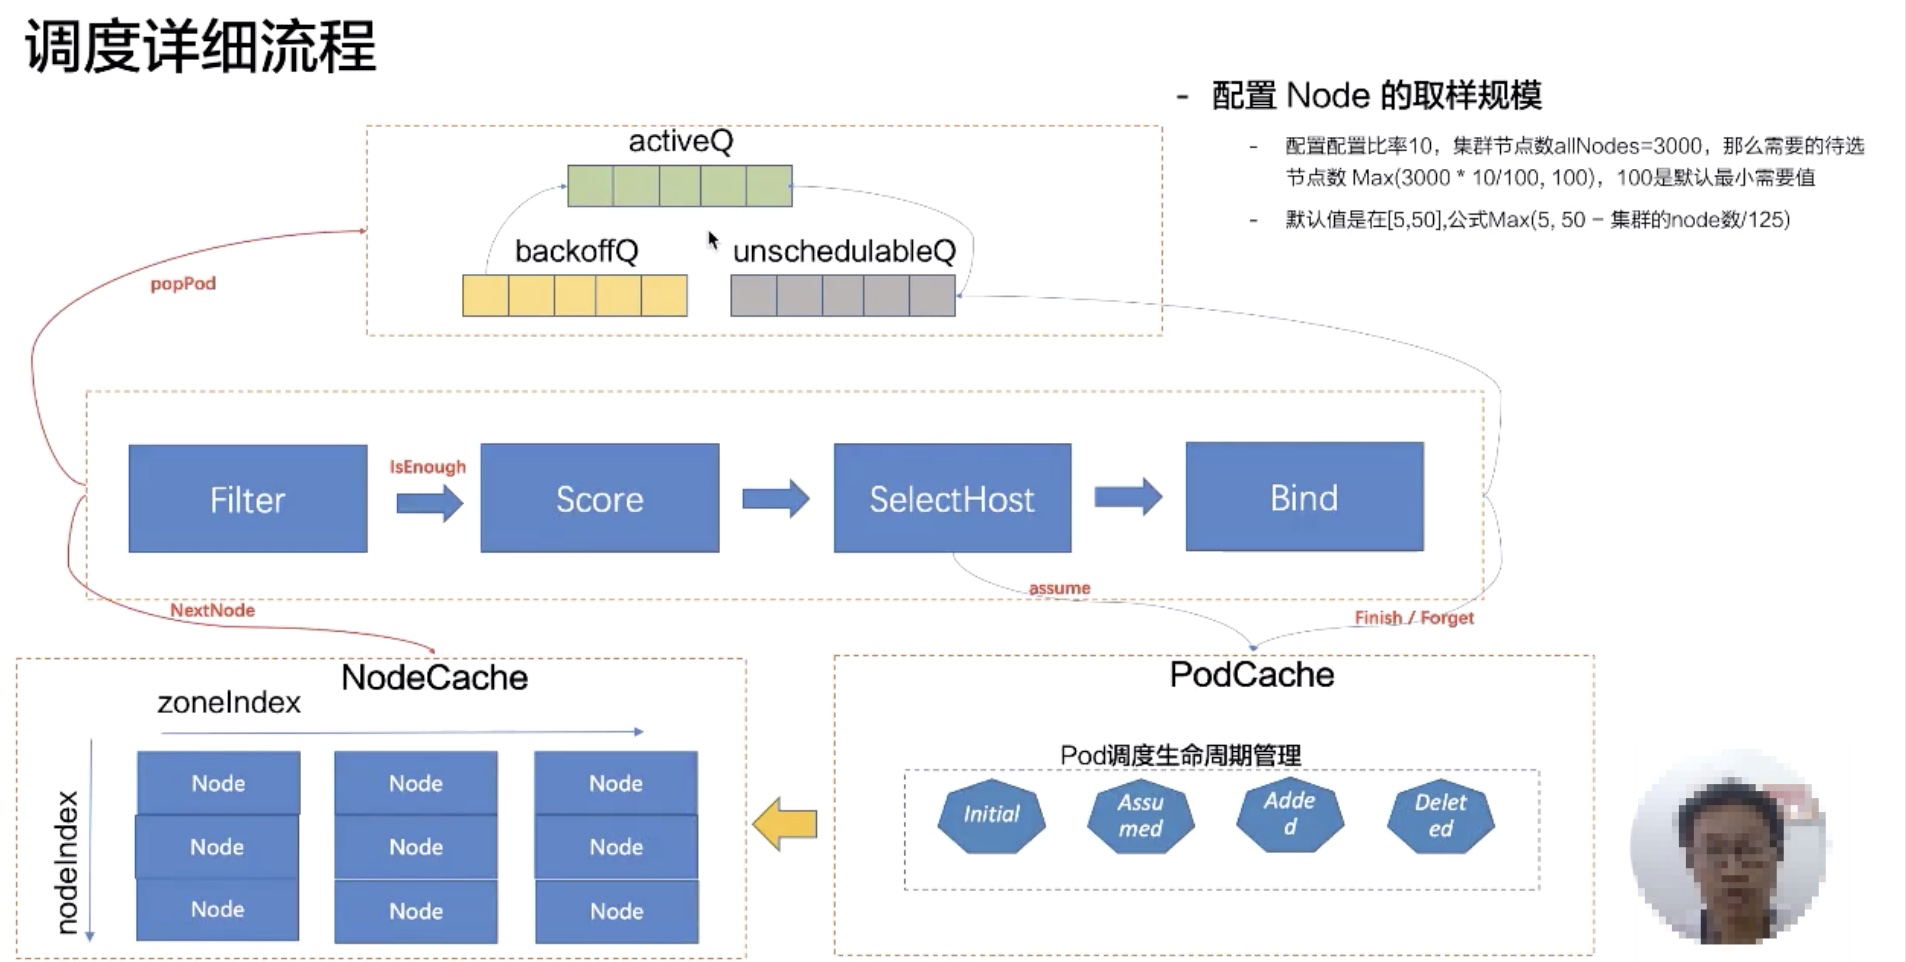 调度详细流程
- 配置 Node 的取样规模
- 配置配置比率10，集群节点数allNodes=3000，那么需要的待选
节点数 Max(3000 * 10/100, 100)，100是默认最小需要值
- 默认值是在[5,50],公式Max(5, 50 – 集群的node数/125)
activeQ
backoffQ
unschedulableQ
popPod
Filter
IsEnough
Score
SelectHost
Bind
assume
NextNode
Finish / Forget
NodeCache
zoneIndex
nodeIndex
Node
Node
Node
Node
Node
Node
Node
Node
Node
PodCache
Pod调度生命周期管理
Initial
Assu
med
Adde
d
Delet
ed